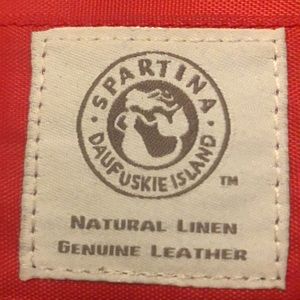 • SPARTINA •
DAUFUSKIE ISLAND
™
NATURAL LINEN
GENUINE LEATHER